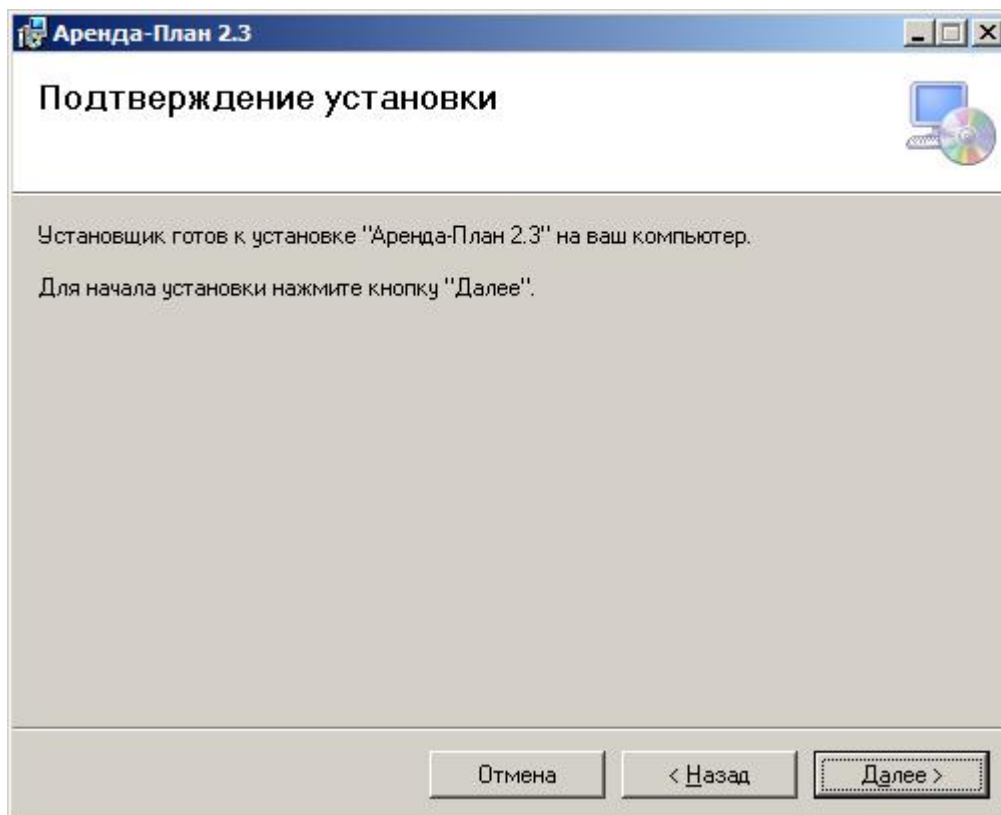 Аренда-План 2.3
Подтверждение установки
Установщик готов к установке "Аренда-План 2.3" на ваш компьютер.
Для начала установки нажмите кнопку "Далее".
Отмена
< Назад
Далее >